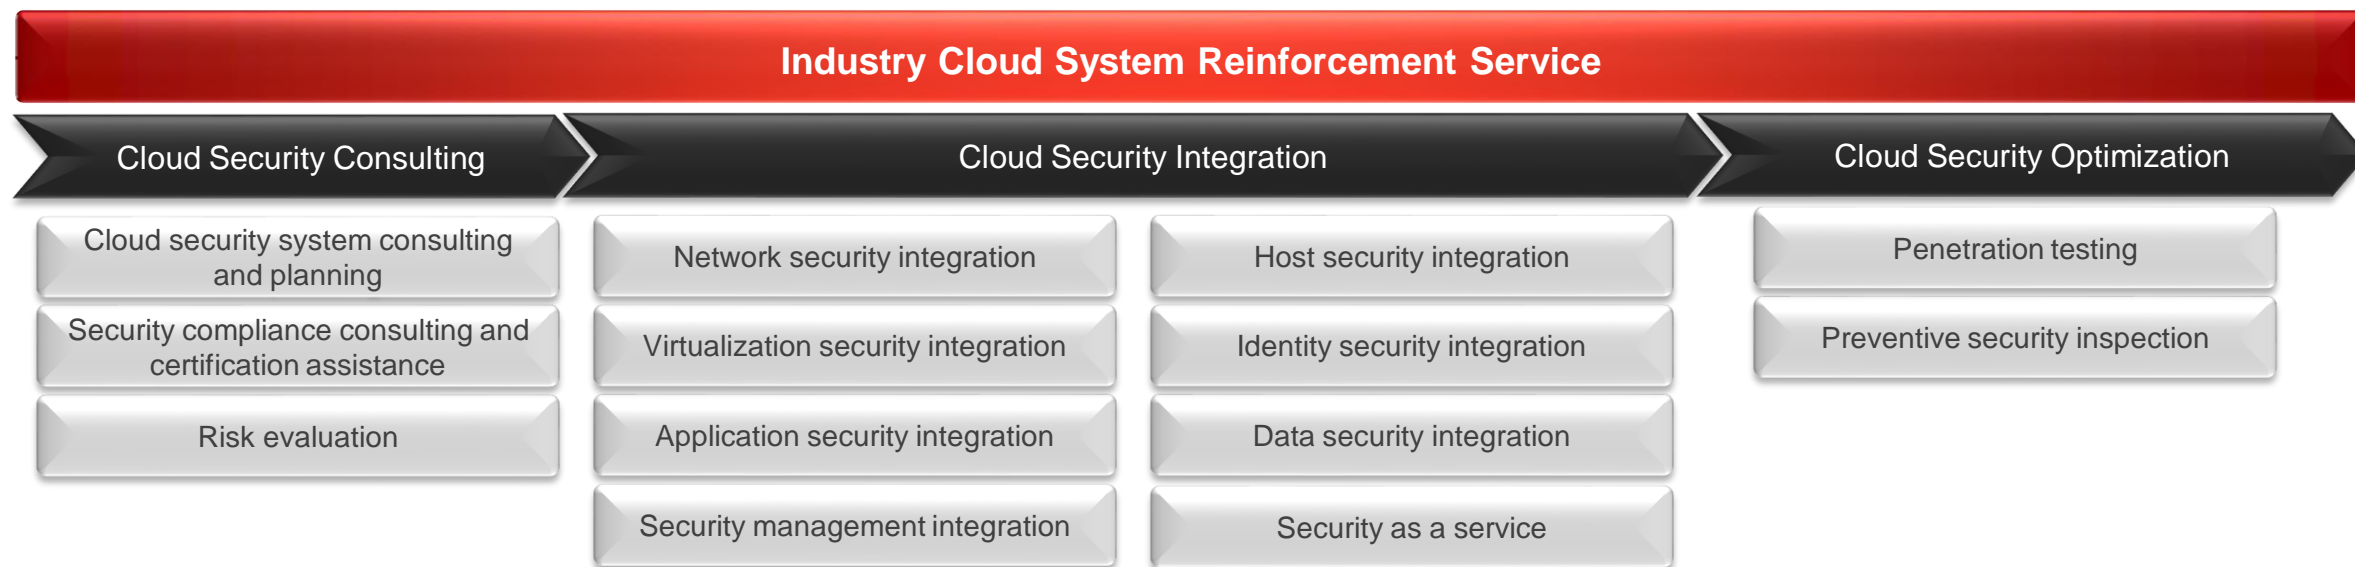 Industry Cloud System Reinforcement Service
Cloud Security Consulting
Cloud Security Integration
Cloud Security Optimization
Cloud security system consulting
and planning
Security compliance consulting and
certification assistance
Risk evaluation
Network security integration
Virtualization security integration
Application security integration
Security management integration
Host security integration
Identity security integration
Data security integration
Security as a service
Penetration testing
Preventive security inspection